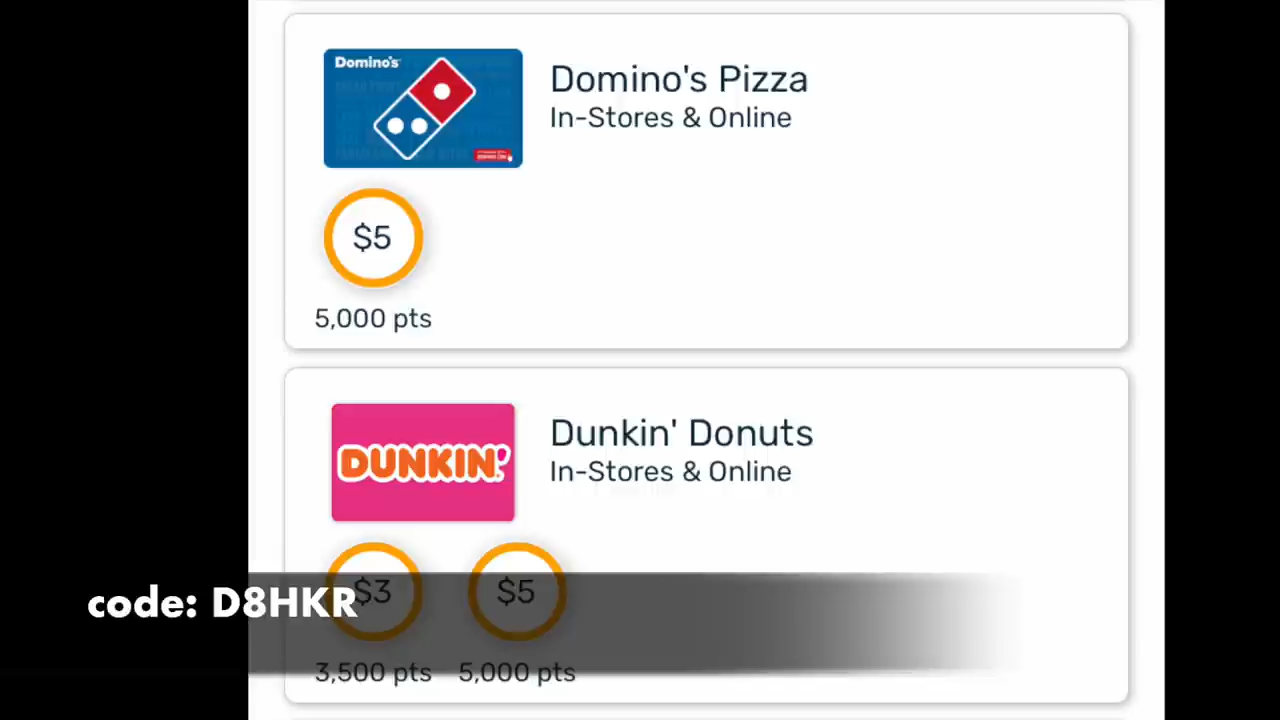 Domino's
Domino's Pizza
In-Stores & Online
$5
5,000 pts
DUNKIN'
Dunkin' Donuts
In-Stores & Online
$3 $5
code: D8HKR
3,500 pts 5,000 pts